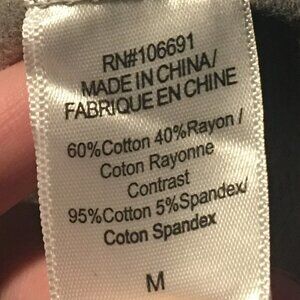 RN#106691
MADE IN CHINA/
FABRIQUE EN CHINE
60%Cotton 40%Rayon /
Coton Rayonne
Contrast
95%Cotton 5%Spandex/
Coton Spandex
M